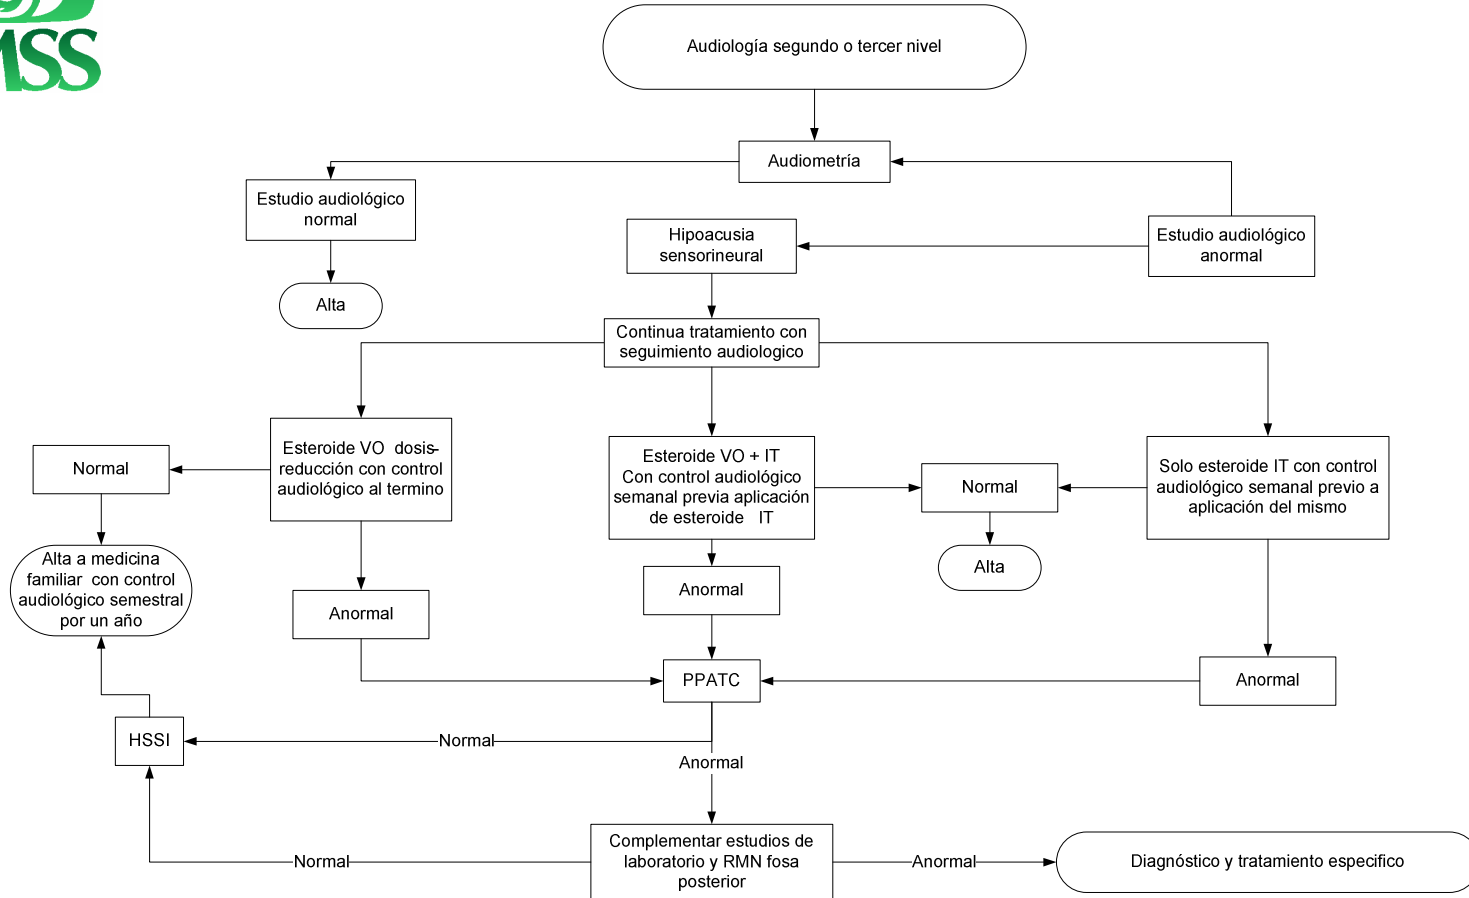 MSS
Audiología segundo o tercer nivel
Audiometría
Estudio audiológico
normal
Hipoacusia
sensorineural
Estudio audiológico
anormal
Alta
Continua tratamiento con
seguimiento audiologico
Normal
Esteroide VO dosis-
reducción con control
audiológico al termino
Esteroide VO + IT
Con control audiológico
semanal previa aplicación
de esteroide IT
Normal
Solo esteroide IT con control
audiológico semanal previo a
aplicación del mismo
Alta a medicina
familiar con control
audiológico semestral
por un año
Alta
Anormal
Anormal
PPATC
Anormal
HSSI
Normal
Anormal
Complementar estudios de
laboratorio y RMN fosa
posterior
Normal
Anormal
Diagnóstico y tratamiento especifico